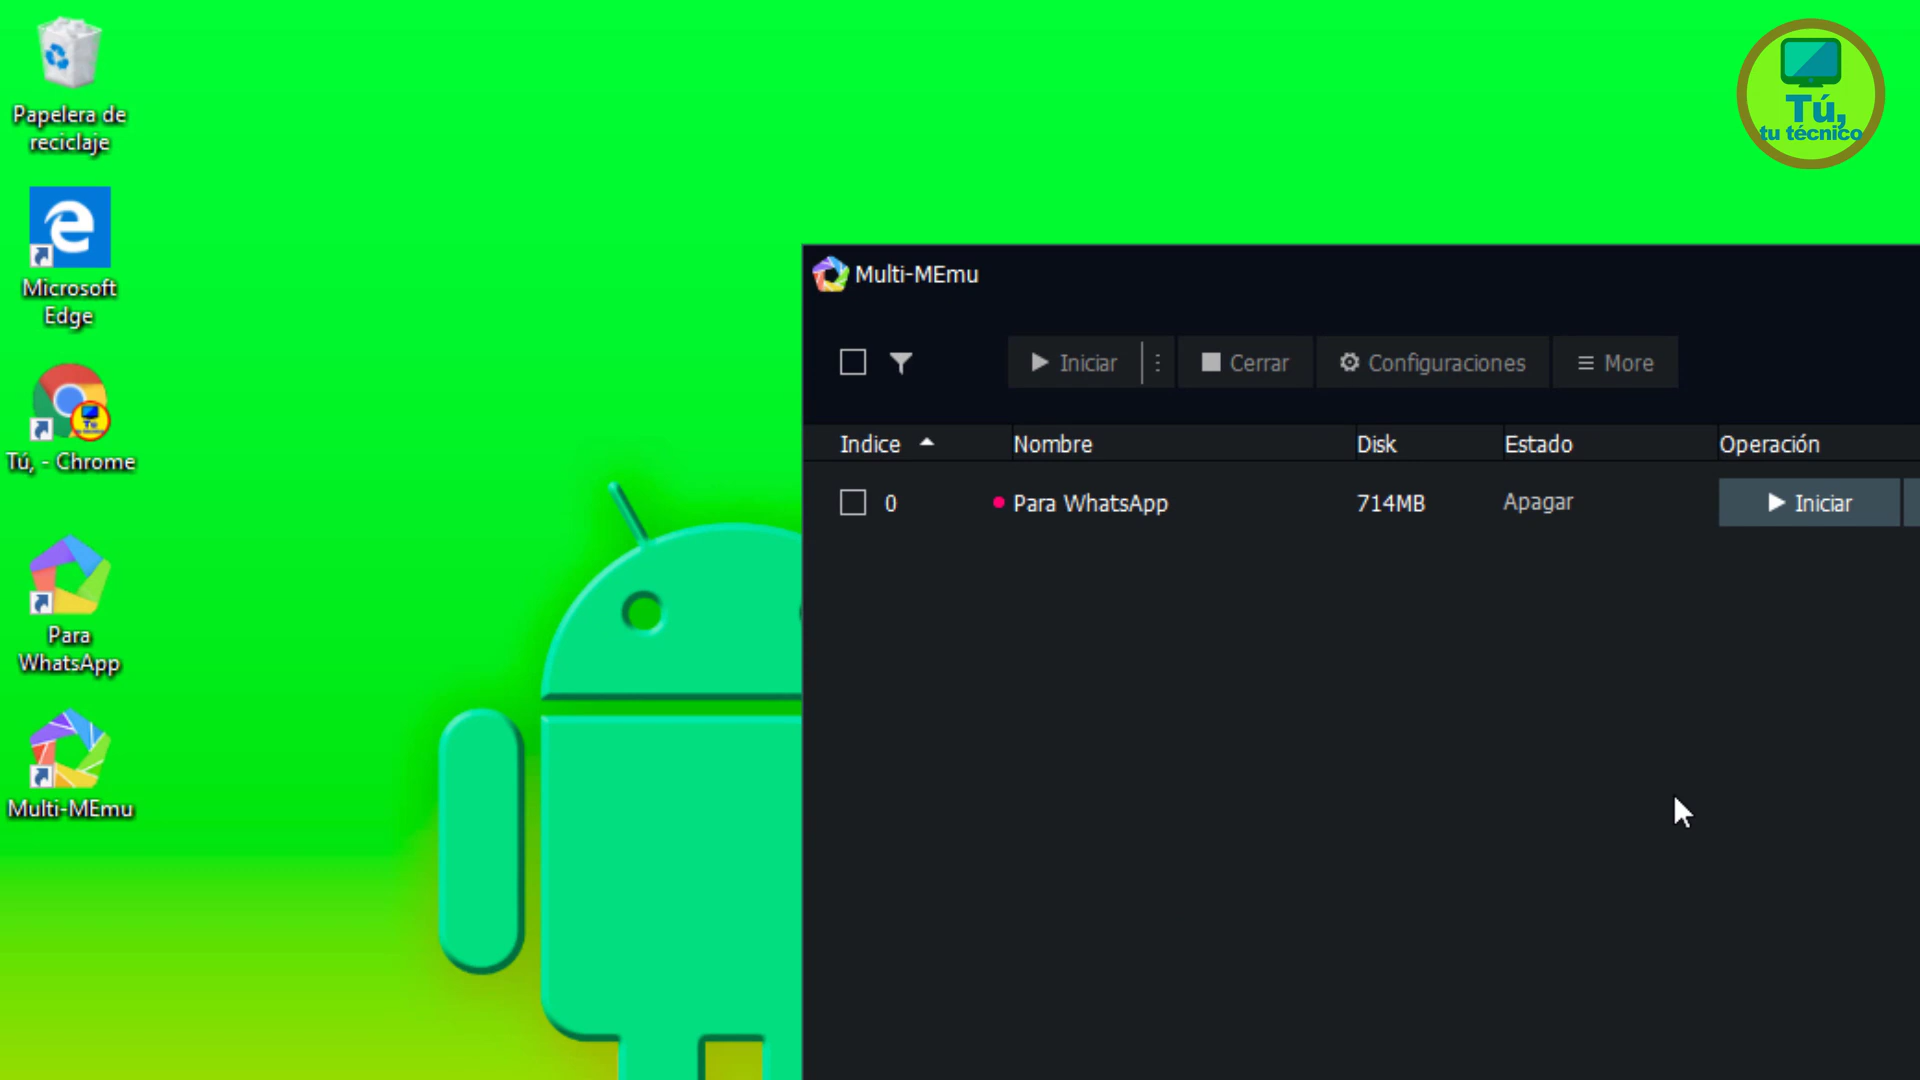 Papelera de
reciclaje
Microsoft
Edge
Tú, - Chrome
Para
WhatsApp
Multi-MEmu
Tú,
tu técnico
Multi-MEmu
Iniciar
Cerrar
Configuraciones
More
Indice Nombre Disk Estado Operación
0 Para WhatsApp 714MB Apagar Iniciar